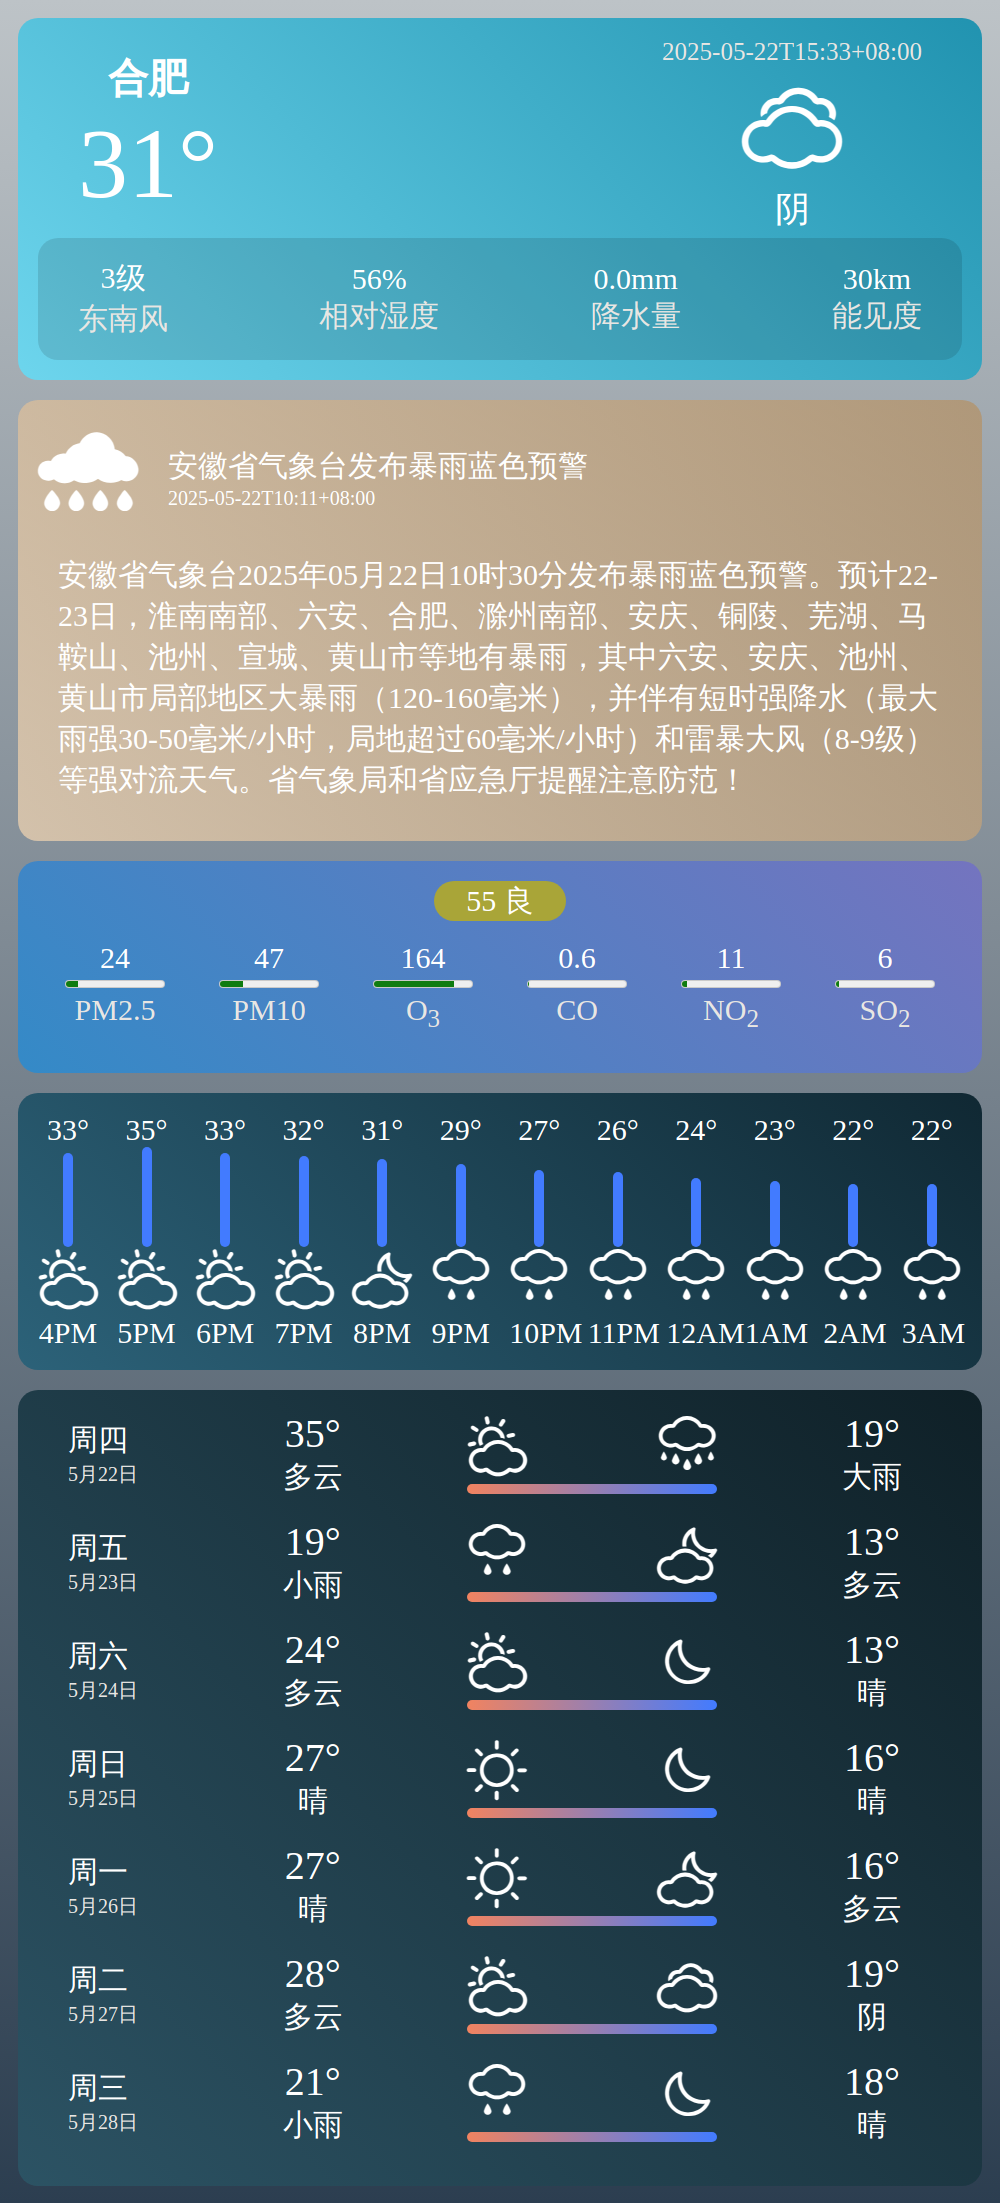 合肥
31°
2025-05-22T15:33+08:00
阴
3级 56% 0.0mm 30km
东南风 相对湿度 降水量 能见度
安徽省气象台发布暴雨蓝色预警
2025-05-22T10:11+08:00
安徽省气象台2025年05月22日10时30分发布暴雨蓝色预警。预计22-
23日，淮南南部、六安、合肥、滁州南部、安庆、铜陵、芜湖、马
鞍山、池州、宣城、黄山市等地有暴雨，其中六安、安庆、池州、
黄山市局部地区大暴雨（120-160毫米），并伴有短时强降水（最大
雨强30-50毫米/小时，局地超过60毫米/小时）和雷暴大风（8-9级）
等强对流天气。省气象局和省应急厅提醒注意防范！
55 良
24 47 164 0.6 11 6
PM2.5 PM10 O3 CO NO2 SO2
33° 35° 33° 32° 31° 29° 27° 26° 24° 23° 22° 22°
4PM 5PM 6PM 7PM 8PM 9PM 10PM 11PM 12AM 1AM 2AM 3AM
周四 35° 19°
5月22日 多云 大雨
周五 19° 13°
5月23日 小雨 多云
周六 24° 13°
5月24日 多云 晴
周日 27° 16°
5月25日 晴 晴
周一 27° 16°
5月26日 晴 多云
周二 28° 19°
5月27日 多云 阴
周三 21° 18°
5月28日 小雨 晴